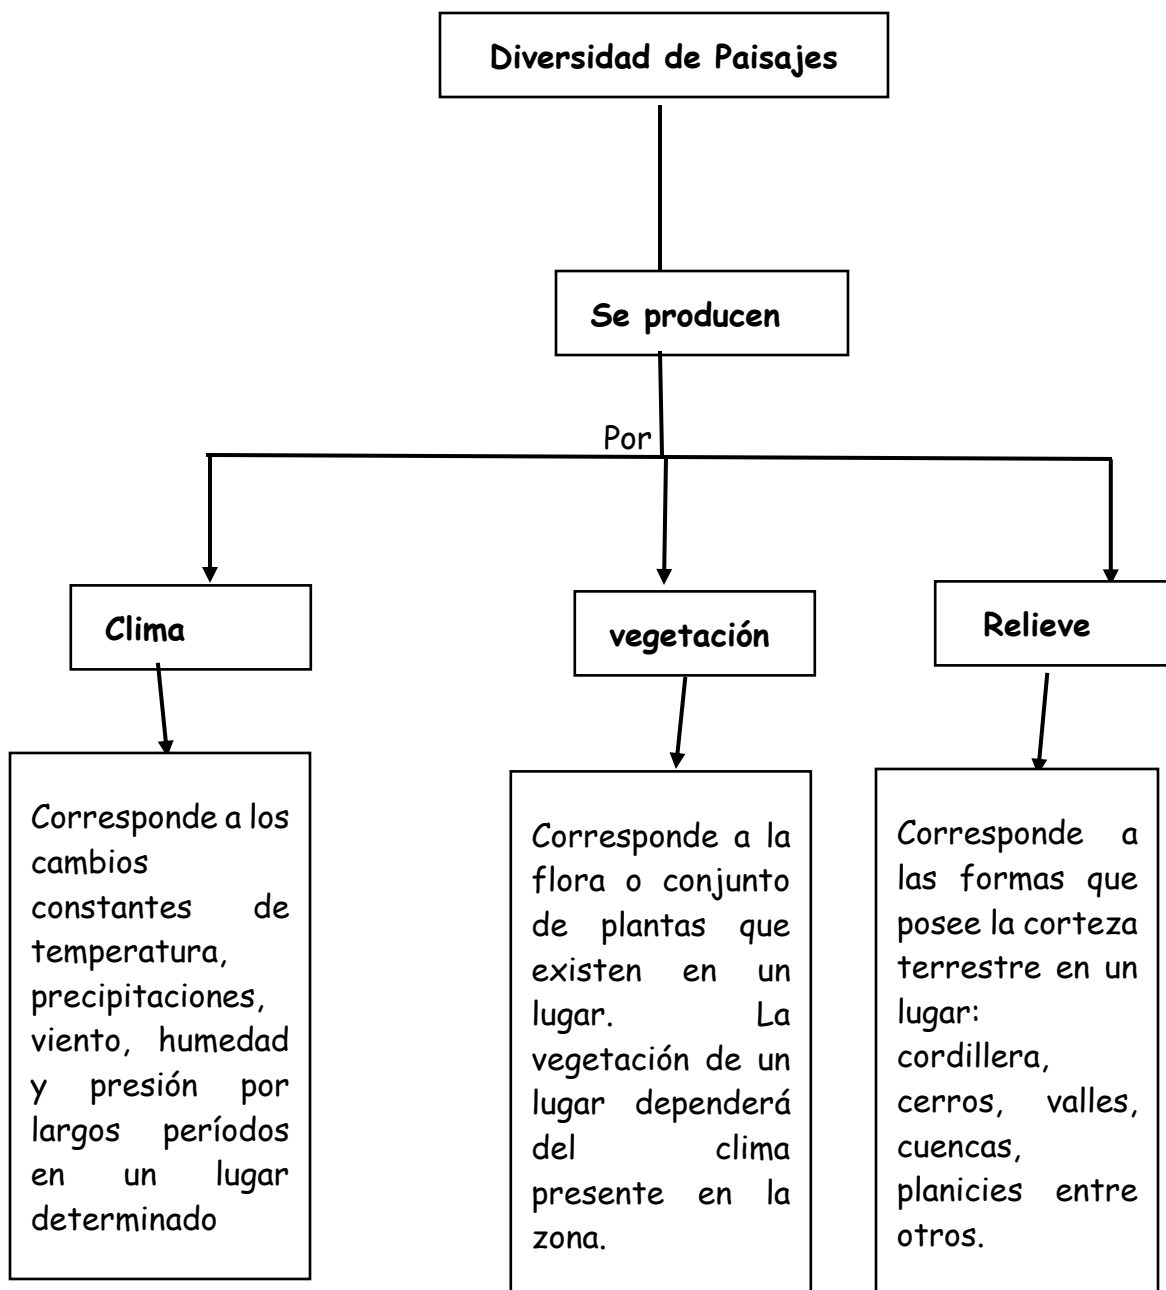 Diversidad de Paisajes
Se producen
Por
Clima
vegetación
Relieve
Corresponde a los
cambios
constantes de
temperatura,
precipitaciones,
viento, humedad
y presión por
largos períodos
en un lugar
determinado
Corresponde a la
flora o conjunto
de plantas que
existen en un
lugar. La
vegetación de un
lugar dependerá
del clima
presente en la
zona.
Corresponde a
las formas que
posee la corteza
terrestre en un
lugar:
cordillera,
cerros, valles,
cuencas,
planicies entre
otros.